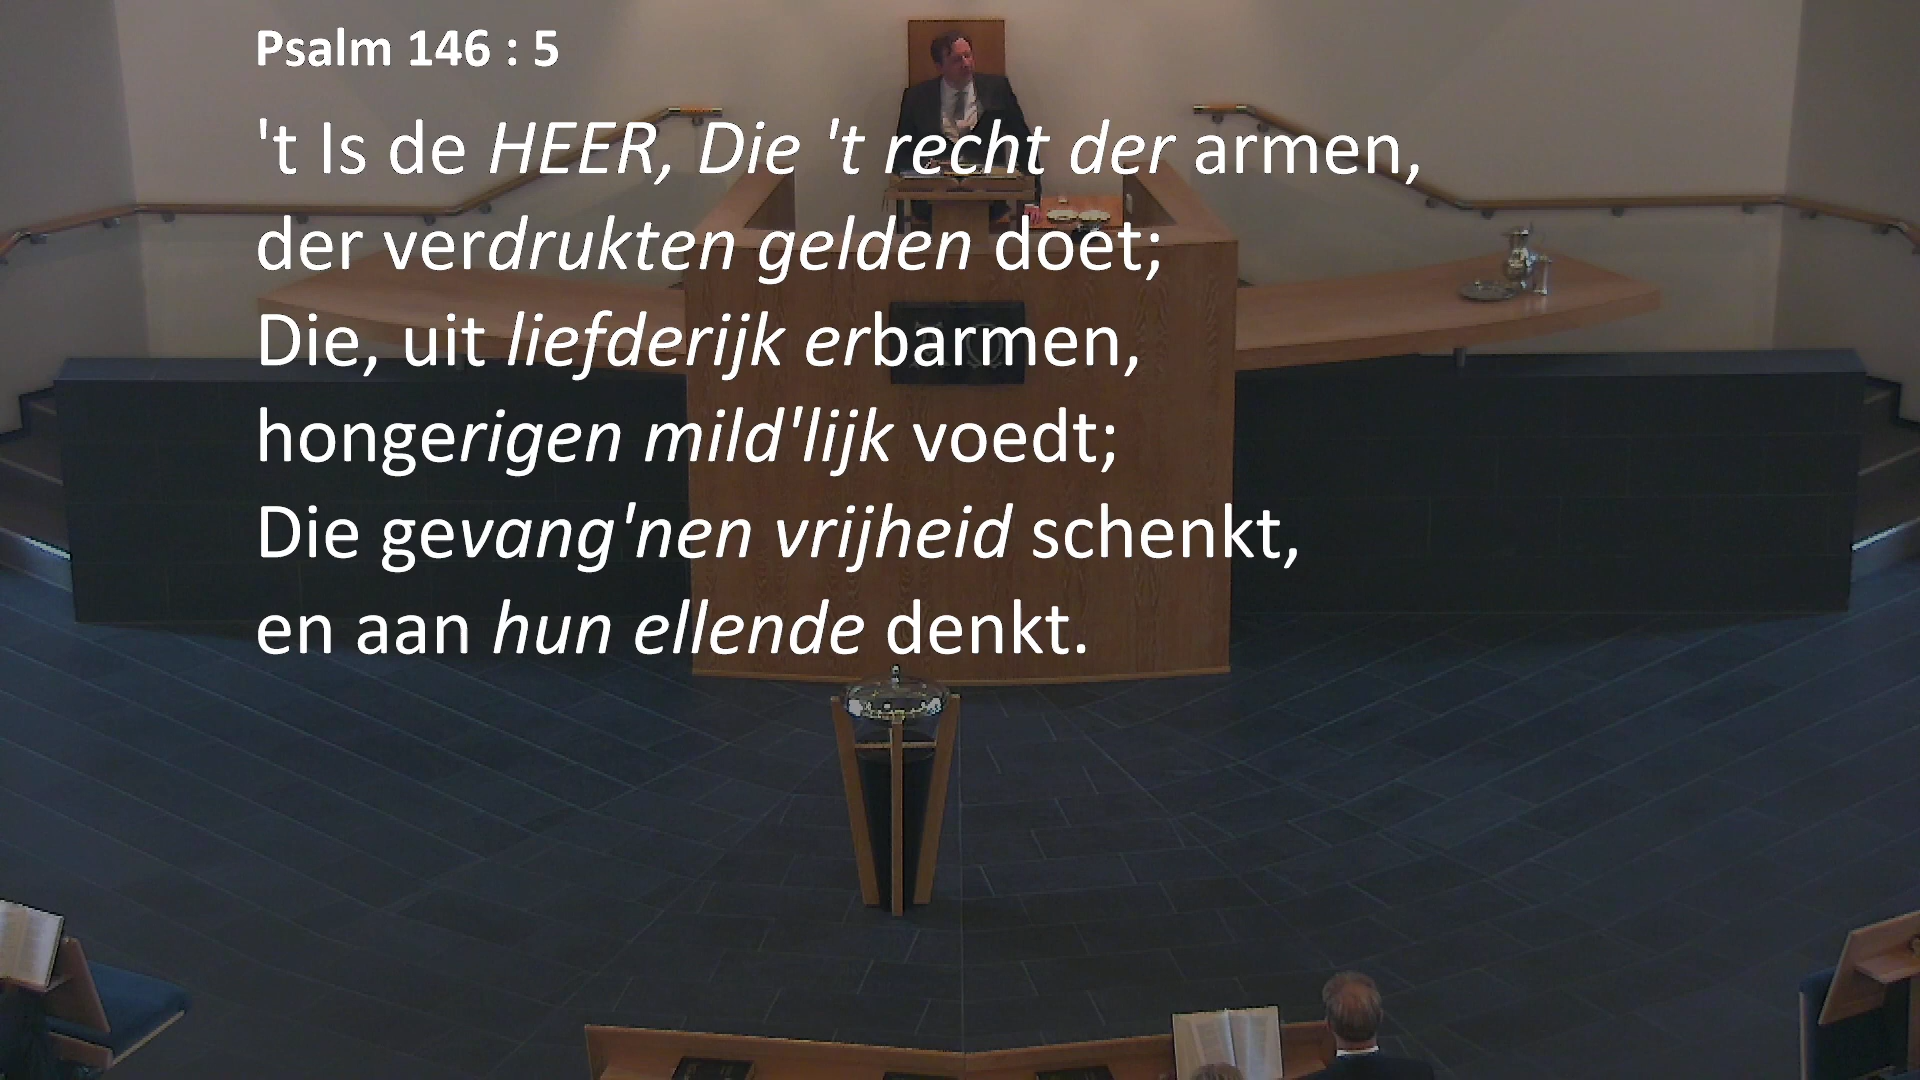 Psalm 146 : 5
't Is de HEER, Die 't recht der armen,
der verdrukten gelden doet;
Die, uit liefderijk erbarmen,
hongerigen mild'lijk voedt;
Die gevang'nen vrijheid schenkt,
en aan hun ellende denkt.